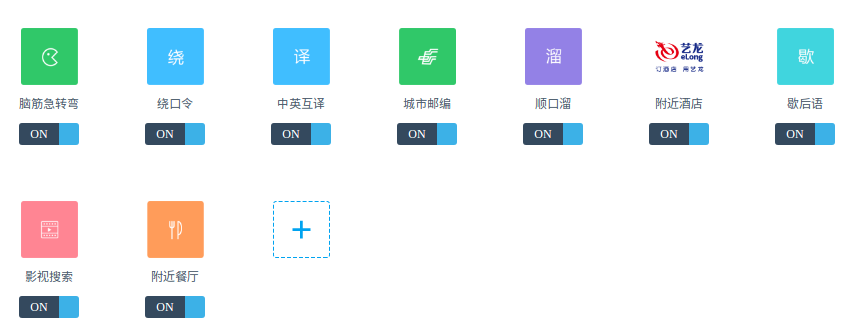 绕
译
溜
艺龙
eLong
订酒店 用艺龙
歇
脑筋急转弯
绕口令
中英互译
城市邮编
顺口溜
附近酒店
歇后语
ON
ON
ON
ON
ON
ON
ON
影视搜索
附近餐厅
ON
ON